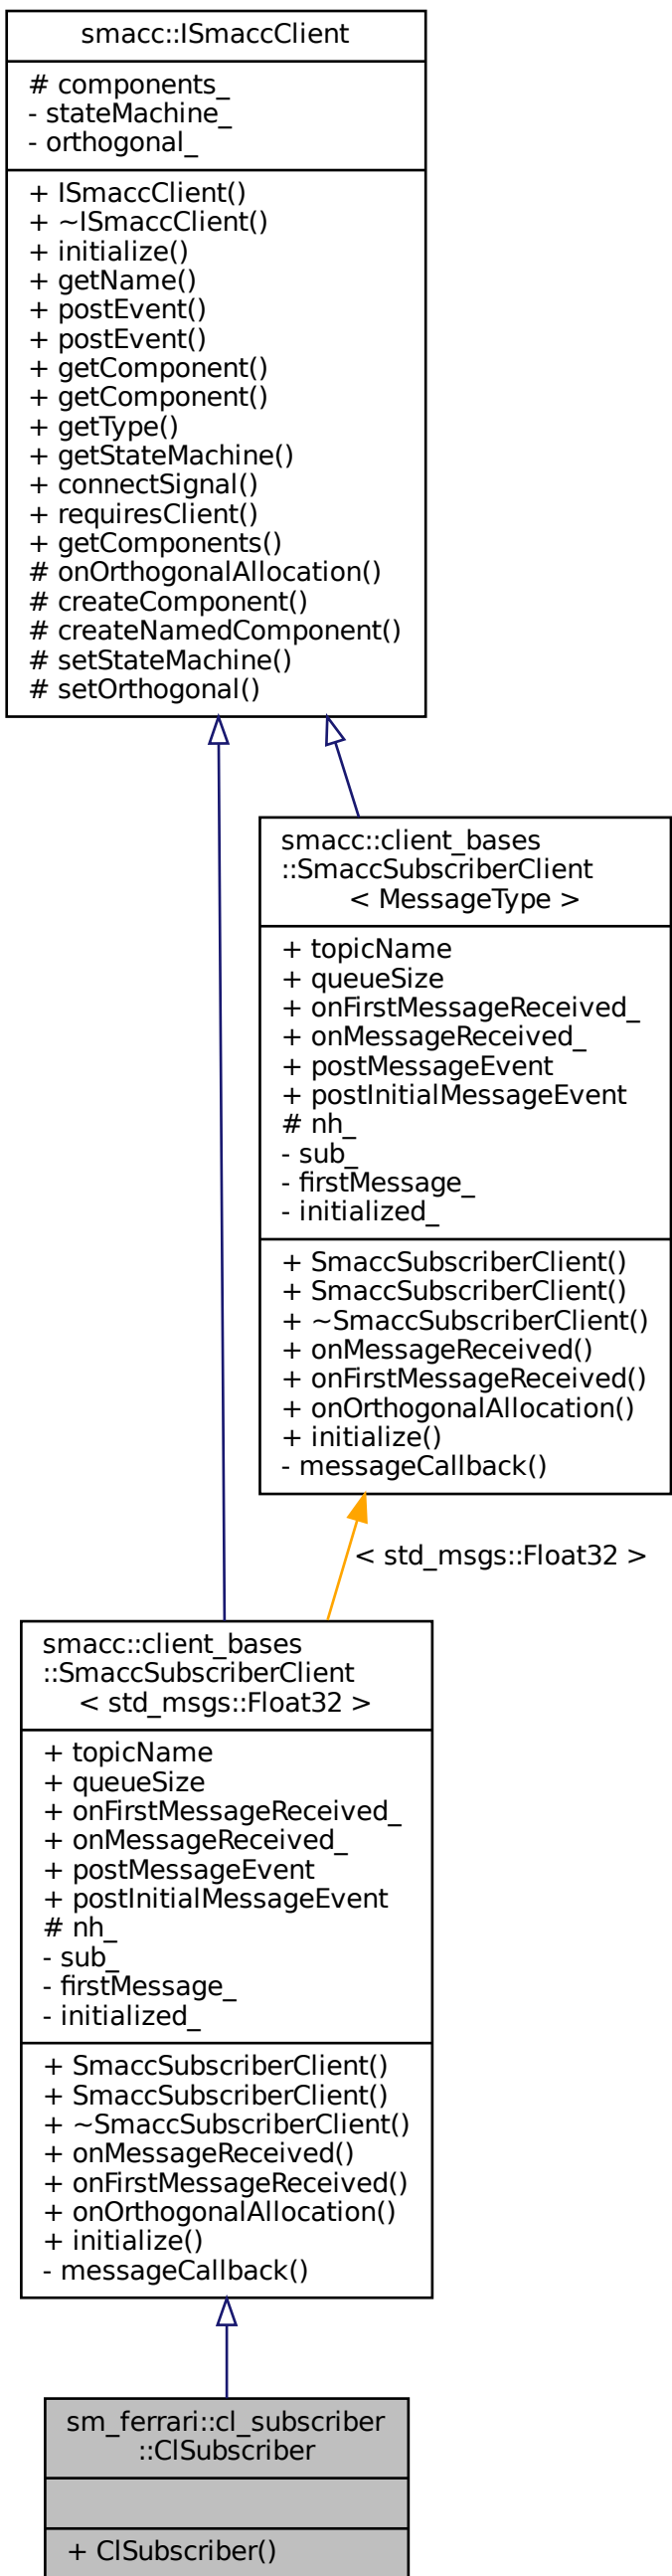 smacc::ISmaccClient
# components_
- stateMachine_
- orthogonal_
+ ISmaccClient()
+ ~ISmaccClient()
+ initialize()
+ getName()
+ postEvent()
+ postEvent()
+ getComponent()
+ getComponent()
+ getType()
+ getStateMachine()
+ connectSignal()
+ requiresClient()
+ getComponents()
# onOrthogonalAllocation()
# createComponent()
# createNamedComponent()
# setStateMachine()
# setOrthogonal()
smacc::client_bases
::SmaccSubscriberClient
< MessageType >
+ topicName
+ queueSize
+ onFirstMessageReceived_
+ onMessageReceived_
+ postMessageEvent
+ postInitialMessageEvent
# nh_
- sub_
- firstMessage_
- initialized_
+ SmaccSubscriberClient()
+ SmaccSubscriberClient()
+ ~SmaccSubscriberClient()
+ onMessageReceived()
+ onFirstMessageReceived()
+ onOrthogonalAllocation()
+ initialize()
- messageCallback()
< std_msgs::Float32 >
smacc::client_bases
::SmaccSubscriberClient
< std_msgs::Float32 >
+ topicName
+ queueSize
+ onFirstMessageReceived_
+ onMessageReceived_
+ postMessageEvent
+ postInitialMessageEvent
# nh_
- sub_
- firstMessage_
- initialized_
+ SmaccSubscriberClient()
+ SmaccSubscriberClient()
+ ~SmaccSubscriberClient()
+ onMessageReceived()
+ onFirstMessageReceived()
+ onOrthogonalAllocation()
+ initialize()
- messageCallback()
sm_ferrari::cl_subscriber
::ClSubscriber
+ ClSubscriber()